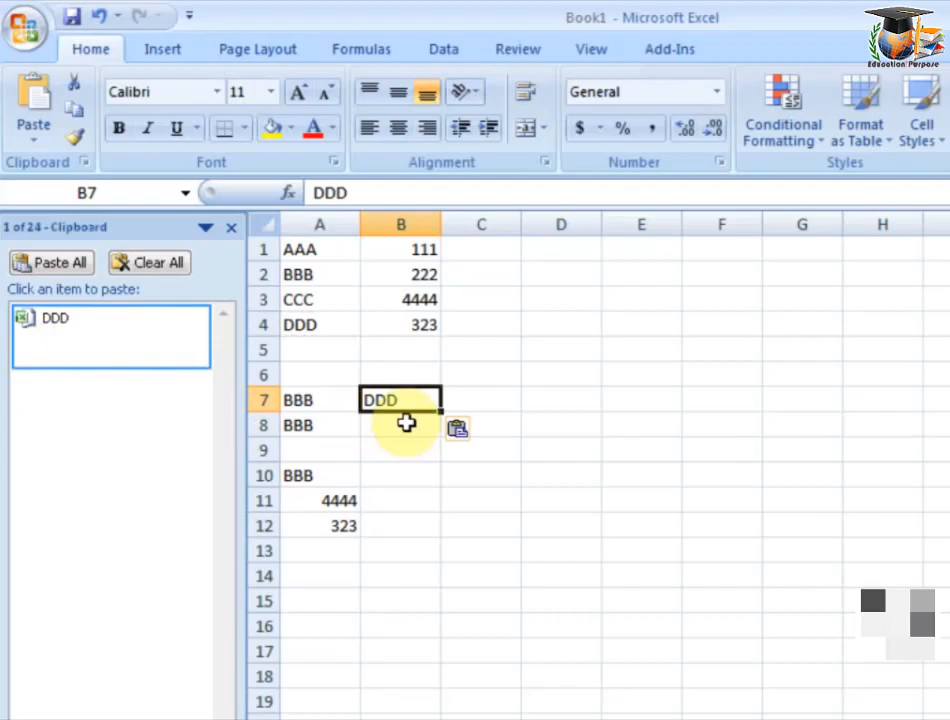 Book1 - Microsoft Excel
Education Purpose
Home Insert Page Layout Formulas Data Review View Add-Ins
Calibri 11 A A General
Paste B I U A $ % , .0 .00 .00 .0 Conditional Formatting Format as Table Cell Styles
Clipboard Font Alignment Number Styles
B7 fx DDD
1 of 24 - Clipboard
Paste All Clear All
Click an item to paste:
DDD
A B C D E F G H
1 AAA 111
2 BBB 222
3 CCC 4444
4 DDD 323
5
6
7 BBB DDD
8 BBB
9
10 BBB
11 4444
12 323
13
14
15
16
17
18
19